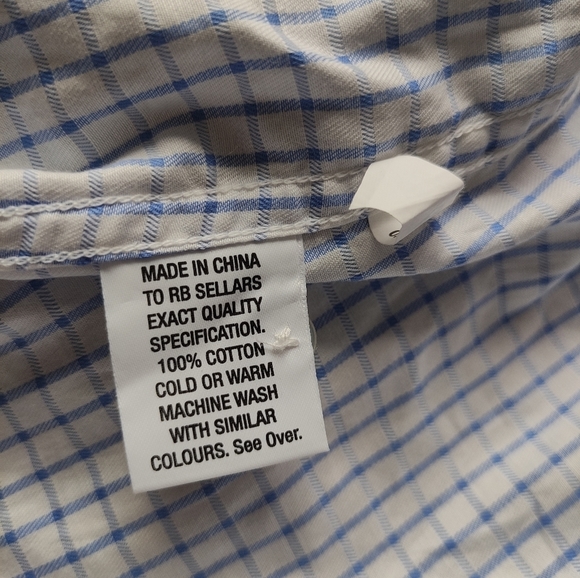 MADE IN CHINA
TO RB SELLARS
EXACT QUALITY
SPECIFICATION.
100% COTTON
COLD OR WARM
MACHINE WASH
WITH SIMILAR
COLOURS. See Over.